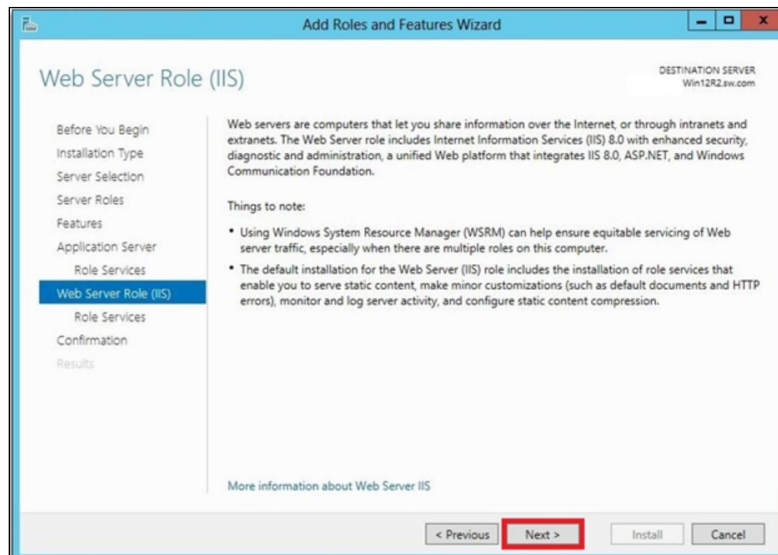 Add Roles and Features Wizard
Web Server Role (IIS)
DESTINATION SERVER
Win12R2.sw.com
Before You Begin
Installation Type
Server Selection
Server Roles
Features
Application Server
Role Services
Web Server Role (IIS)
Role Services
Confirmation
Results
Web servers are computers that let you share information over the Internet, or through intranets and
extranets. The Web Server role includes Internet Information Services (IIS) 8.0 with enhanced security,
diagnostic and administration, a unified Web platform that integrates IIS 8.0, ASP.NET, and Windows
Communication Foundation.
Things to note:
• Using Windows System Resource Manager (WSRM) can help ensure equitable servicing of Web
server traffic, especially when there are multiple roles on this computer.
• The default installation for the Web Server (IIS) role includes the installation of role services that
enable you to serve static content, make minor customizations (such as default documents and HTTP
errors), monitor and log server activity, and configure static content compression.
More information about Web Server IIS
< Previous
Next >
Install
Cancel